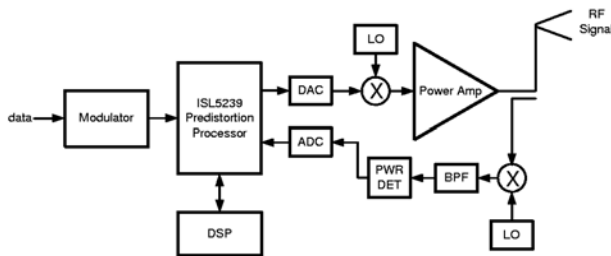 RF
Signal
LO
ISL5239
Predistortion
Processor
DAC
X
Power Amp
data
Modulator
ADC
PWR
DET
BPF
X
DSP
LO